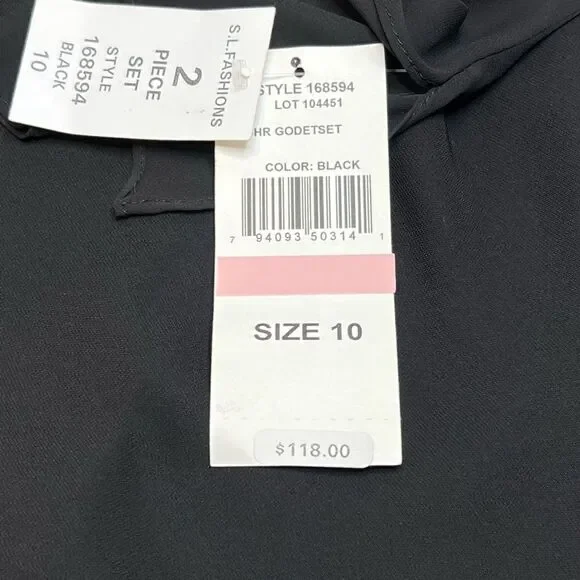 S.L.FASHIONS
2
PIECE
SET
STYLE
168594
BLACK
10
STYLE 168594
LOT 104451
HR GODETSET
COLOR: BLACK
7 94093 50314 1
SIZE 10
$118.00